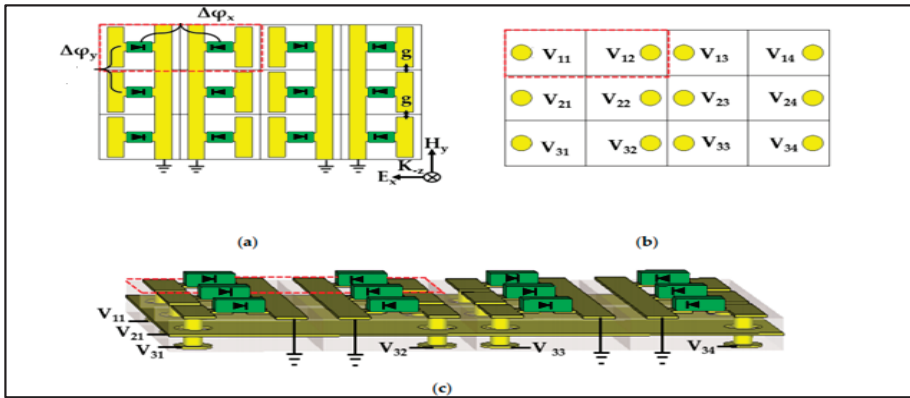 Δφx
Δφy
g
g
Hy
K-z
Ex
(a)
V11 V12 V13 V14
V21 V22 V23 V24
V31 V32 V33 V34
(b)
V11
V21
V31 V32 V33 V34
(c)